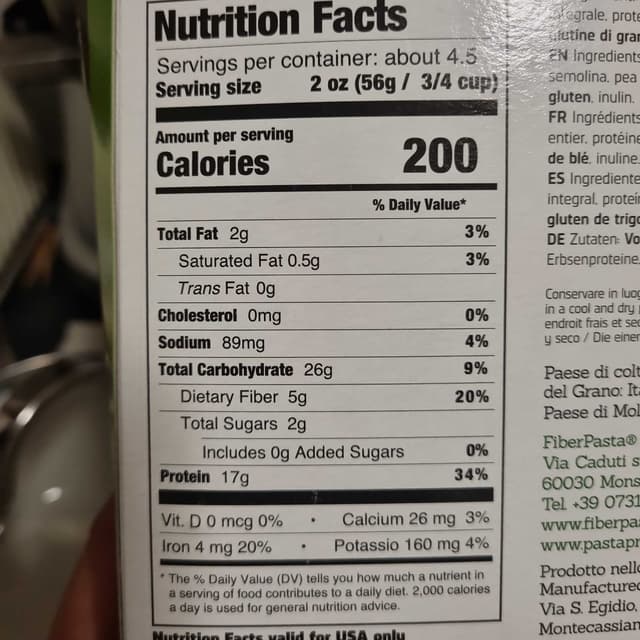 Nutrition Facts
Servings per container: about 4.5
Serving size 2 oz (56g / 3/4 cup)
Amount per serving
Calories 200
% Daily Value*
Total Fat 2g 3%
Saturated Fat 0.5g 3%
Trans Fat 0g
Cholesterol 0mg 0%
Sodium 89mg 4%
Total Carbohydrate 26g 9%
Dietary Fiber 5g 20%
Total Sugars 2g
Includes 0g Added Sugars 0%
Protein 17g 34%
Vit. D 0 mcg 0% • Calcium 26 mg 3%
Iron 4 mg 20% • Potassio 160 mg 4%
* The % Daily Value (DV) tells you how much a nutrient in
a serving of food contributes to a daily diet. 2,000 calories
a day is used for general nutrition advice.
Nutrition Facts valid for USA only
di
EN Ingredients
semolina, pea
gluten, inulin.
FR Ingrédients
entier, protéine
de blé, inuline.
ES Ingrediente
integral, protei
gluten de trigo
DE Zutaten: Vo
Erbsenproteine,
Conservare in luog
in a cool and dry
endroit frais et sec
y seco / Die einer
Paese di colt
del Grano: Ita
Paese di Mol
FiberPasta®
Via Caduti s
60030 Mons
Tel. +39 0731
www.fiberpa
www.pastapr
Prodotto nello
Manufactured
Via S. Egidio,
Montecassian